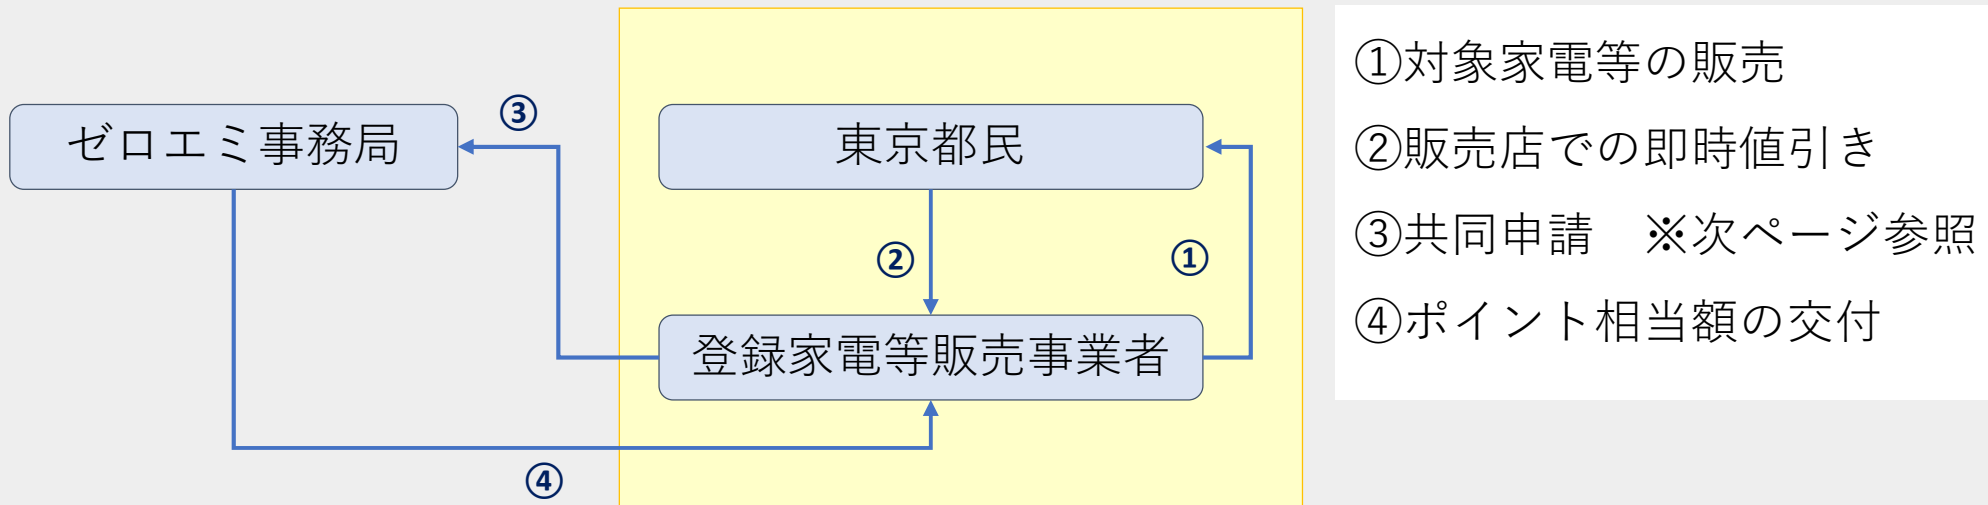 ゼロエミ事務局
③
東京都民
②
①
登録家電等販売事業者
④
①対象家電等の販売
②販売店での即時値引き
③共同申請　※次ページ参照
④ポイント相当額の交付